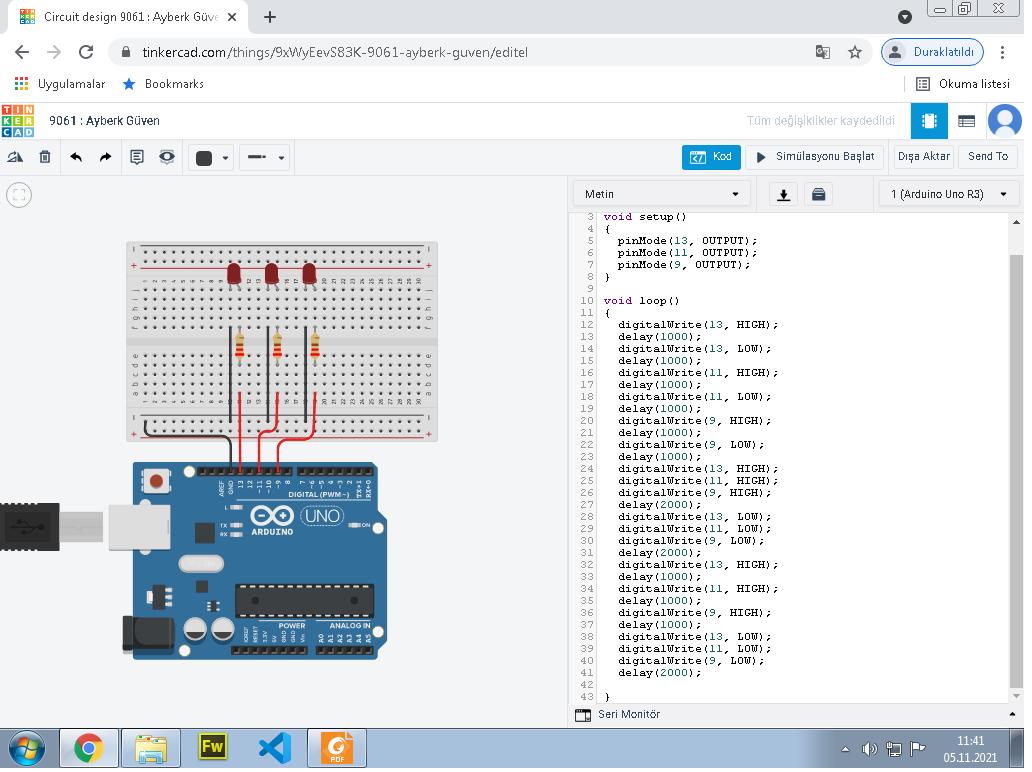 Circuit design 9061 : Ayberk Güve
tinkercad.com/things/9xWyEevS83K-9061-ayberk-guven/editel
Duraklatıldı
Uygulamalar
Bookmarks
Okuma listesi
TIN
KER
CAD
9061 : Ayberk Güven
Tüm değişiklikler kaydedildi
Kod
Simülasyonu Başlat
Dışa Aktar
Send To
Metin
1 (Arduino Uno R3)
3 void setup()
4 {
5 pinMode(13, OUTPUT);
6 pinMode(11, OUTPUT);
7 pinMode(9, OUTPUT);
8 }
9
10 void loop()
11 {
12 digitalWrite(13, HIGH);
13 delay(1000);
14 digitalWrite(13, LOW);
15 delay(1000);
16 digitalWrite(11, HIGH);
17 delay(1000);
18 digitalWrite(11, LOW);
19 delay(1000);
20 digitalWrite(9, HIGH);
21 delay(1000);
22 digitalWrite(9, LOW);
23 delay(1000);
24 digitalWrite(13, HIGH);
25 digitalWrite(11, HIGH);
26 digitalWrite(9, HIGH);
27 delay(2000);
28 digitalWrite(13, LOW);
29 digitalWrite(11, LOW);
30 digitalWrite(9, LOW);
31 delay(2000);
32 digitalWrite(13, HIGH);
33 delay(1000);
34 digitalWrite(11, HIGH);
35 delay(1000);
36 digitalWrite(9, HIGH);
37 delay(1000);
38 digitalWrite(13, LOW);
39 digitalWrite(11, LOW);
40 digitalWrite(9, LOW);
41 delay(2000);
42
43 }
AREF
GND
13
12
~11
~10
~9
8
7
~6
~5
4
~3
2
TX→1
RX←0
DIGITAL (PWM~)
L
TX
RX
UNO
ARDUINO
ON
POWER
ANALOG IN
IOREF
RESET
3.3V
5V
GND
GND
Vin
A0
A1
A2
A3
A4
A5
Seri Monitör
Fw
PDF
11:41
05.11.2021